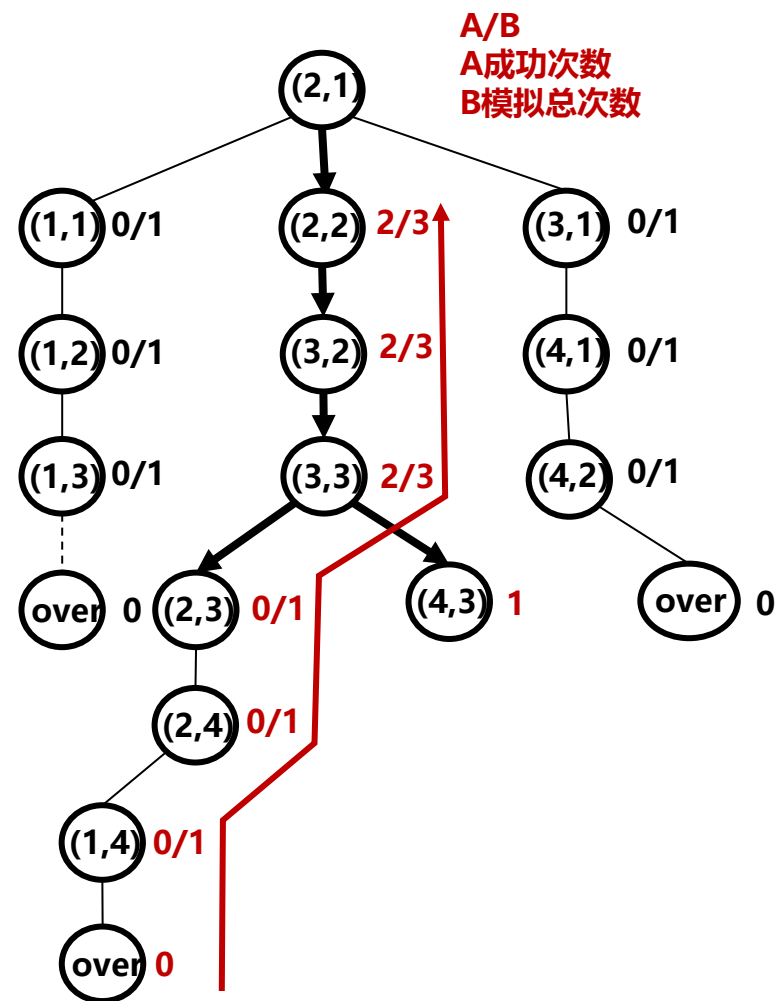 A/B
A成功次数
B模拟总次数
(2,1)
(1,1) 0/1
(2,2) 2/3
(3,1) 0/1
(1,2) 0/1
(3,2) 2/3
(4,1) 0/1
(1,3) 0/1
(3,3) 2/3
(4,2) 0/1
over 0
(2,3) 0/1
(4,3) 1
over 0
(2,4) 0/1
(1,4) 0/1
over 0